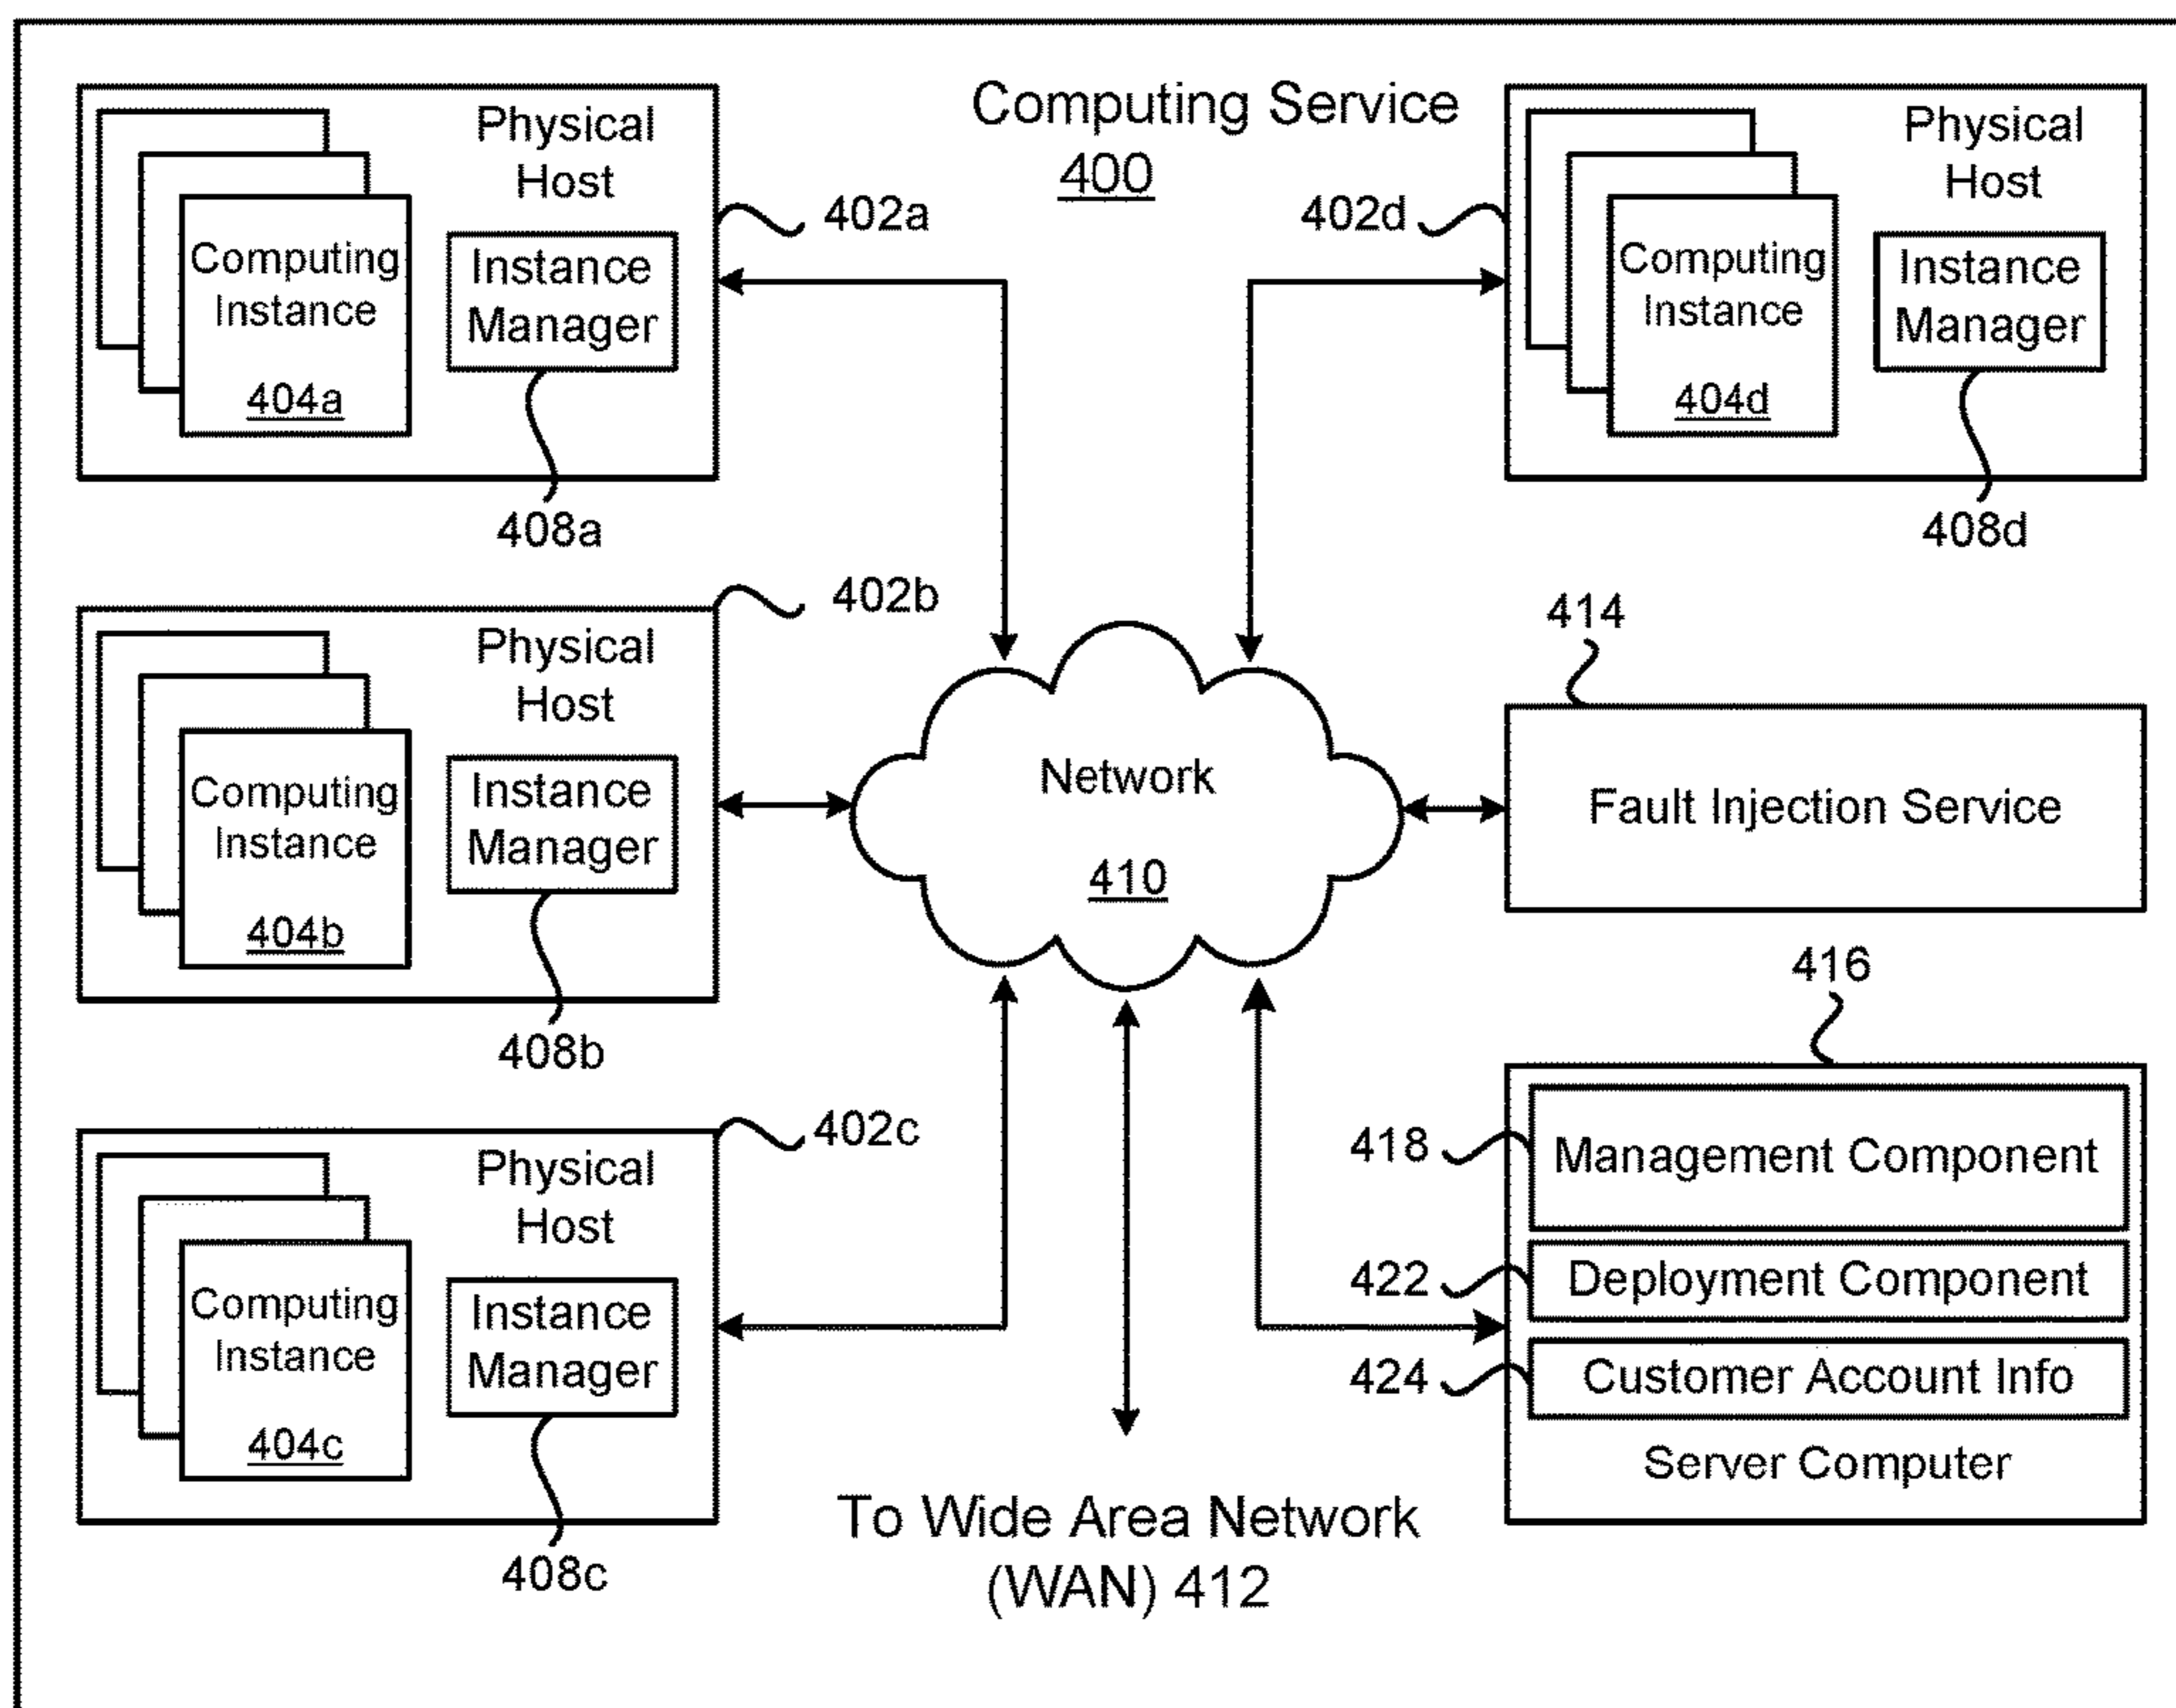 Computing Service
400
Physical
Host
402a
Computing
Instance
404a
Instance
Manager
408a
402d
Physical
Host
Computing
Instance
404d
Instance
Manager
408d
402b
Physical
Host
Computing
Instance
404b
Instance
Manager
408b
Network
410
414
Fault Injection Service
402c
Physical
Host
Computing
Instance
404c
Instance
Manager
408c
416
418
Management Component
422
Deployment Component
424
Customer Account Info
Server Computer
To Wide Area Network
(WAN) 412